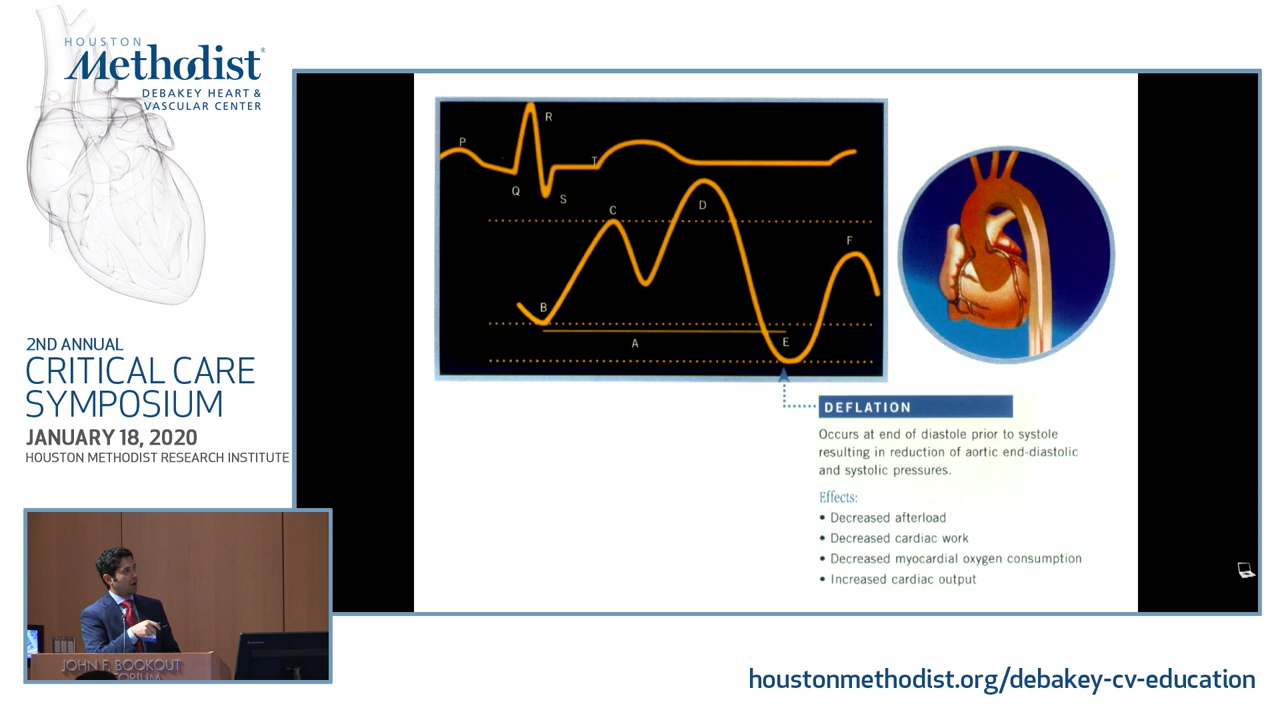 HOUSTON
Methodist®
DEBAKEY HEART &
VASCULAR CENTER
2ND ANNUAL
CRITICAL CARE
SYMPOSIUM
JANUARY 18, 2020
HOUSTON METHODIST RESEARCH INSTITUTE
P
R
Q
S
T
C
D
B
A
E
F
DEFLATION
Occurs at end of diastole prior to systole
resulting in reduction of aortic end-diastolic
and systolic pressures.
Effects:
• Decreased afterload
• Decreased cardiac work
• Decreased myocardial oxygen consumption
• Increased cardiac output
JOHN F. BOOKOUT
FORUM
houstonmethodist.org/debakey-cv-education